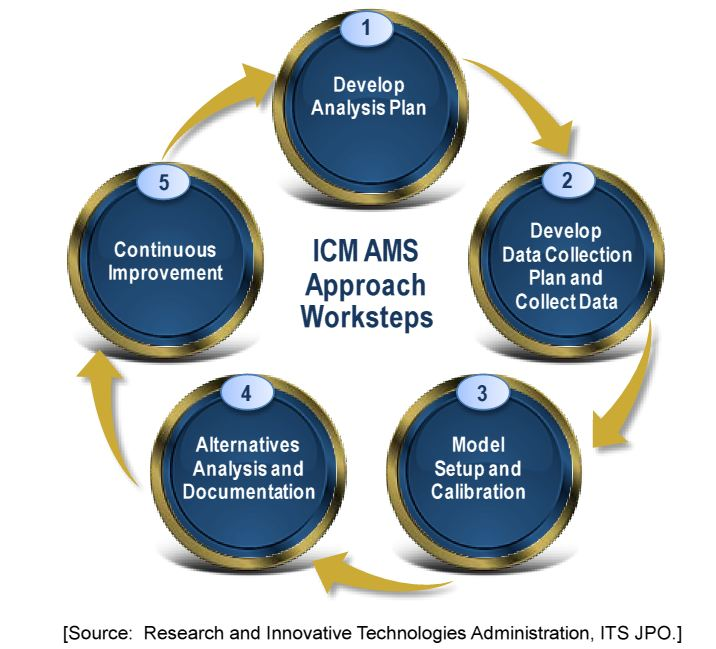 1
Develop
Analysis Plan
2
Develop
Data Collection
Plan and
Collect Data
3
Model
Setup and
Calibration
4
Alternatives
Analysis and
Documentation
5
Continuous
Improvement
ICM AMS
Approach
Worksteps
[Source:  Research and Innovative Technologies Administration, ITS JPO.]